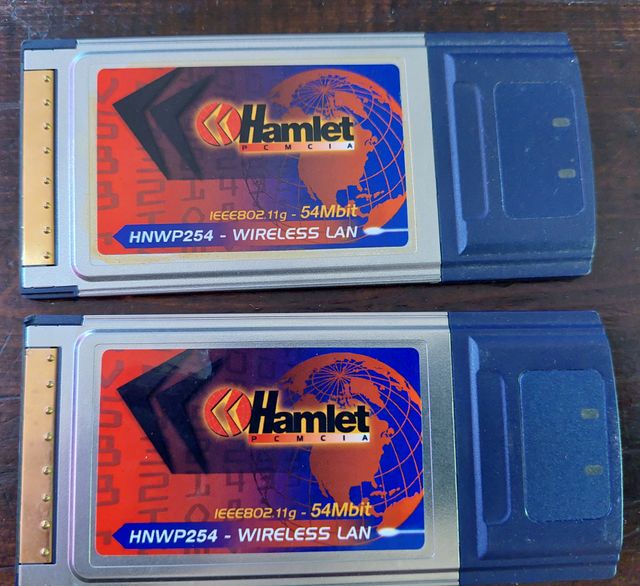 Hamlet
PCMCIA
IEEE802.11g - 54Mbit
HNWP254 - WIRELESS LAN
Hamlet
PCMCIA
IEEE802.11g - 54Mbit
HNWP254 - WIRELESS LAN